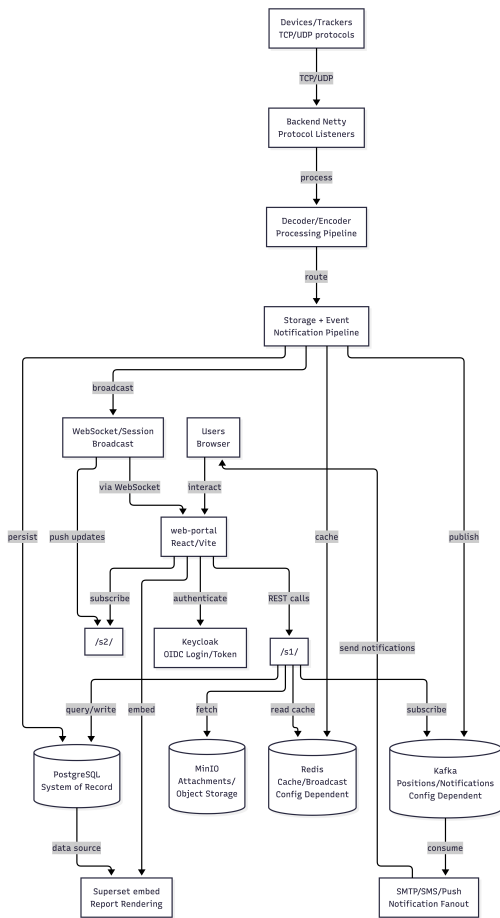 Devices/Trackers
TCP/UDP protocols
TCP/UDP
Backend Netty
Protocol Listeners
process
Decoder/Encoder
Processing Pipeline
route
Storage + Event
Notification Pipeline
broadcast
WebSocket/Session
Broadcast
Users
Browser
via WebSocket
interact
persist
push updates
web-portal
React/Vite
cache
publish
subscribe
authenticate
REST calls
/s2/
Keycloak
OIDC Login/Token
/s1/
send notifications
query/write
embed
fetch
read cache
subscribe
PostgreSQL
System of Record
MinIO
Attachments/
Object Storage
Redis
Cache/Broadcast
Config Dependent
Kafka
Positions/Notifications
Config Dependent
data source
consume
Superset embed
Report Rendering
SMTP/SMS/Push
Notification Fanout